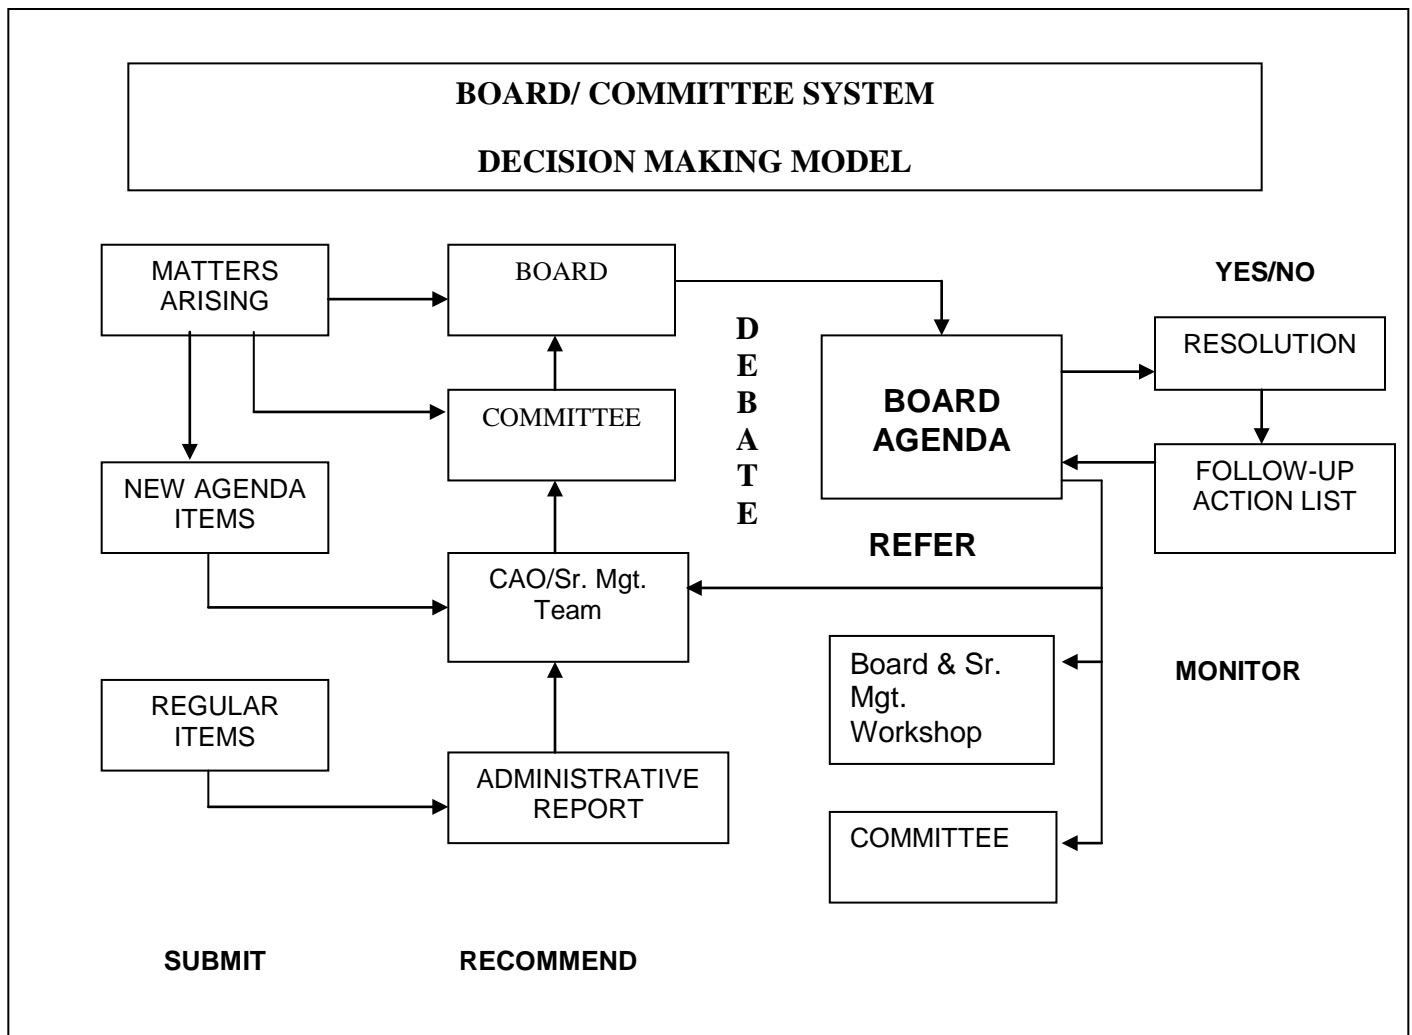 BOARD/ COMMITTEE SYSTEM
DECISION MAKING MODEL
MATTERS
ARISING
BOARD
YES/NO
D
E
B
A
T
E
RESOLUTION
BOARD
AGENDA
COMMITTEE
NEW AGENDA
ITEMS
FOLLOW-UP
ACTION LIST
REFER
CAO/Sr. Mgt.
Team
Board & Sr.
Mgt.
Workshop
MONITOR
REGULAR
ITEMS
ADMINISTRATIVE
REPORT
COMMITTEE
SUBMIT
RECOMMEND